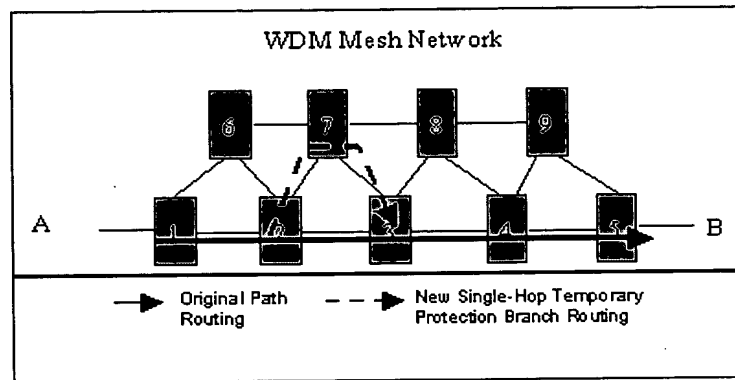 WDM Mesh Network
6 7 8 9
A 1 3 4 5 B
Original Path
Routing
New Single-Hop Temporary
Protection Branch Routing